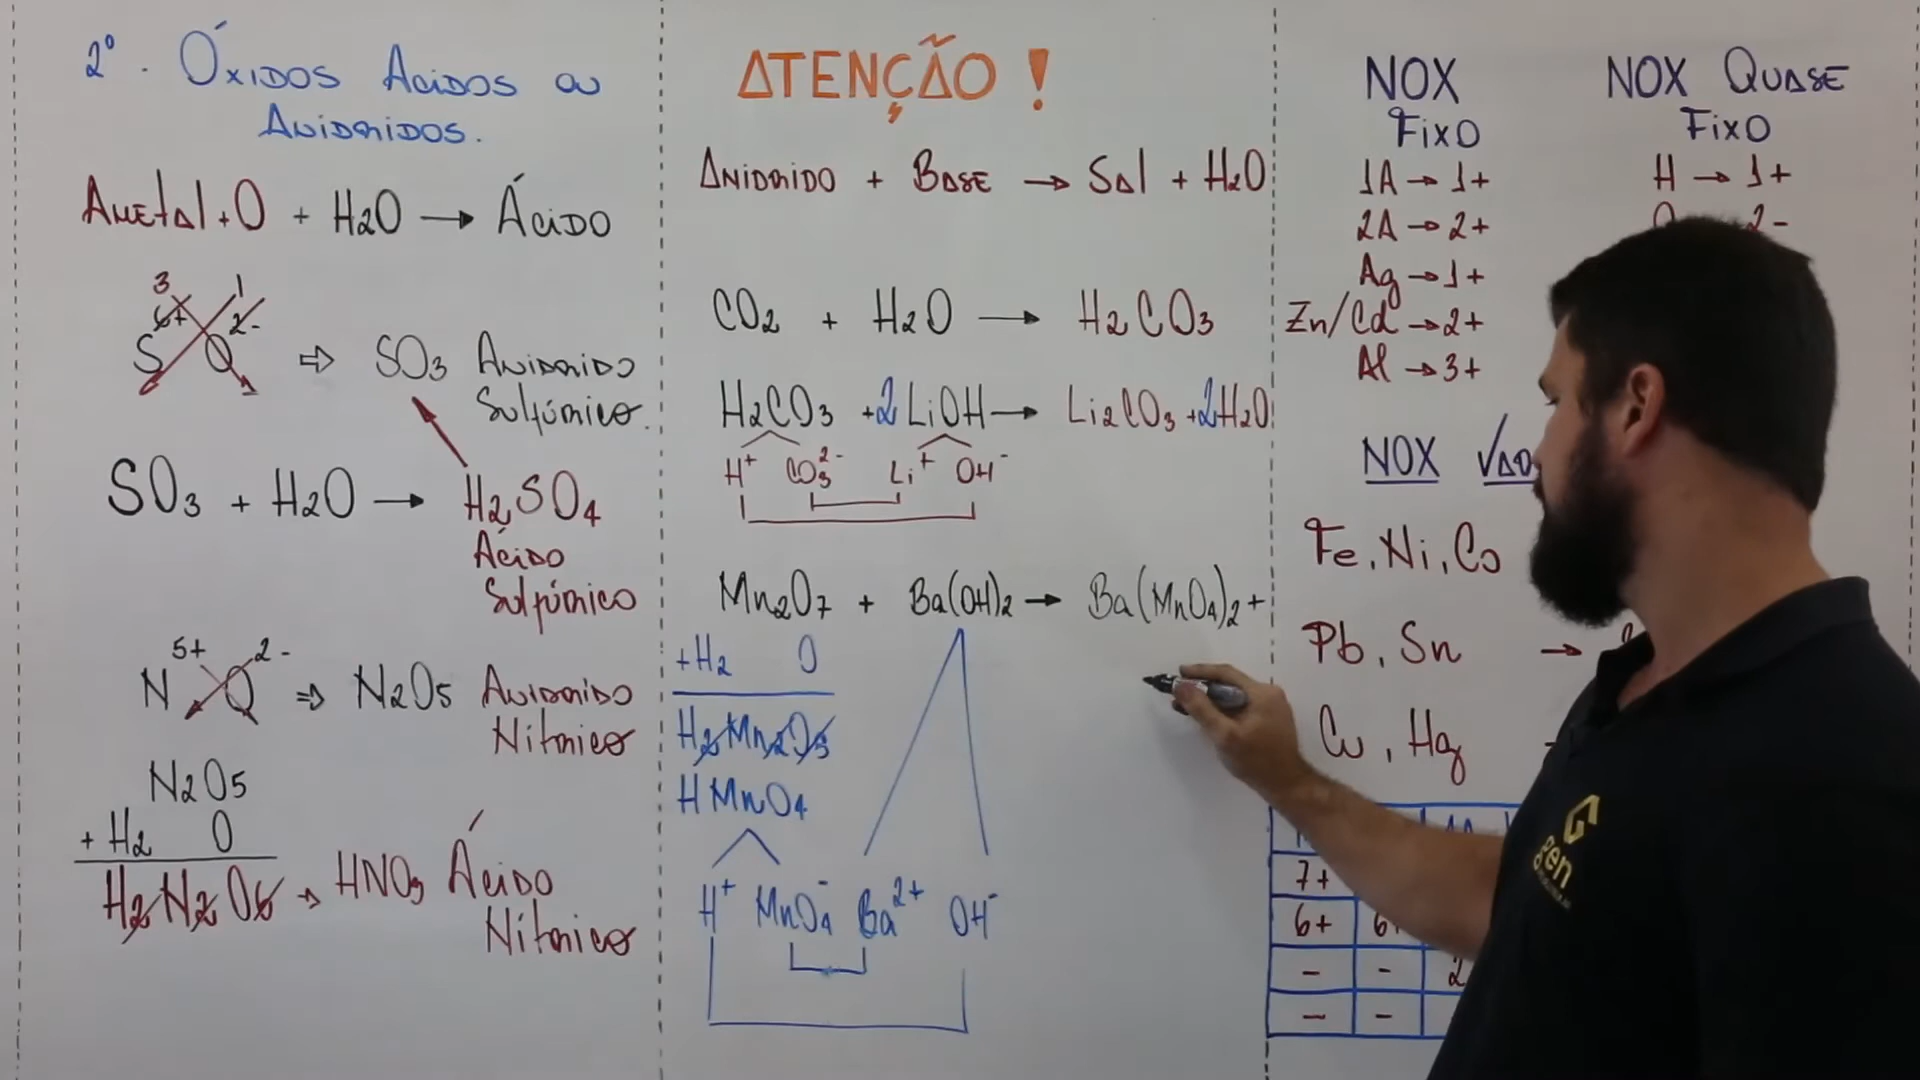 2º. Óxidos Ácidos ou
Anidridos.
Ametal + O + H2O → Ácido
3 1
6+ 2-
S O ⇨ SO3 Anidrido
Sulfúrico.
SO3 + H2O → H2SO4
Ácido
Sulfúrico
5+ 2-
N O ⇨ N2O5 Anidrido
Nítrico
N2O5
+ H2 O
H2N2O6 → HNO3 Ácido
Nítrico
ATENÇÃO !
Anidrido + Base → Sal + H2O
CO2 + H2O → H2CO3
H2CO3 + 2 LiOH → Li2CO3 + 2H2O
H+ CO3 2- Li+ OH-
Mn2O7 + Ba(OH)2 → Ba(MnO4)2 +
+H2 O
H2Mn2O8
HMnO4
H+ MnO4- Ba2+ OH-
NOX
Fixo
1A → 1+
2A → 2+
Ag → 1+
Zn/Cd → 2+
Al → 3+
NOX Quase
Fixo
H → 1+
2-
NOX
Fe, Ni, Co
Pb, Sn →
Cu, Hg
7+
6+
- - 2
- -
gen